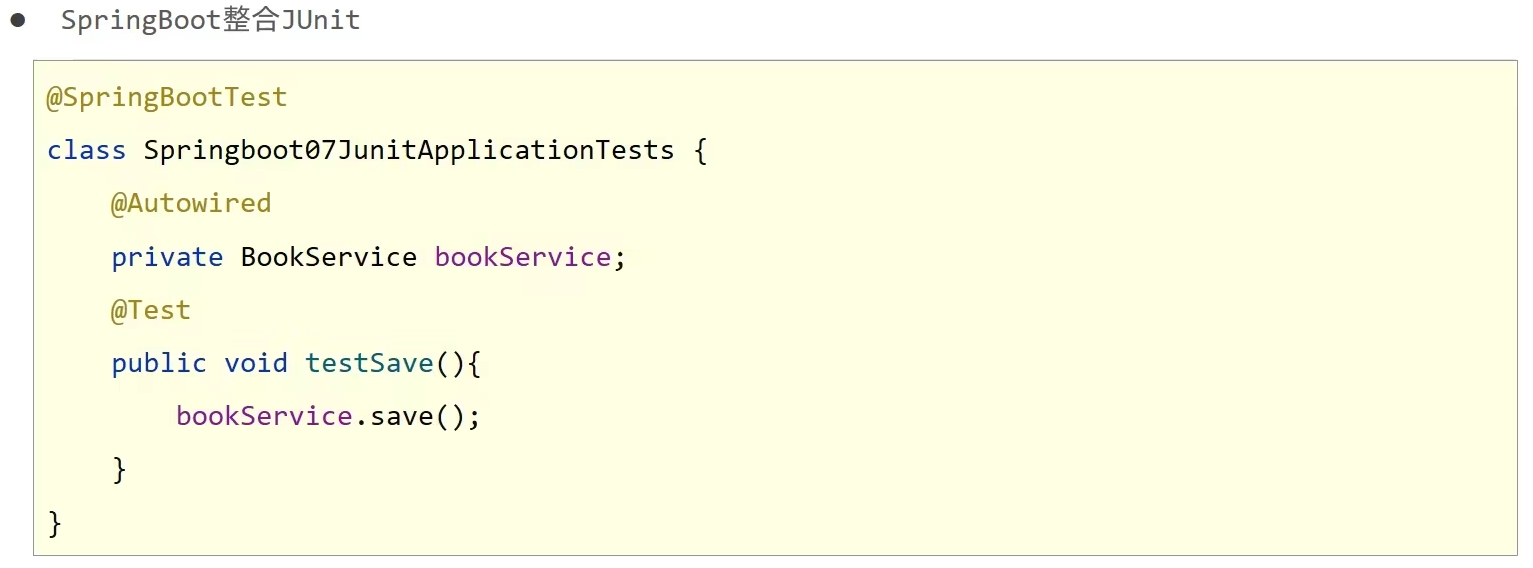 ● SpringBoot整合JUnit
@SpringBootTest
class Springboot07JunitApplicationTests {
    @Autowired
    private BookService bookService;
    @Test
    public void testSave(){
        bookService.save();
    }
}